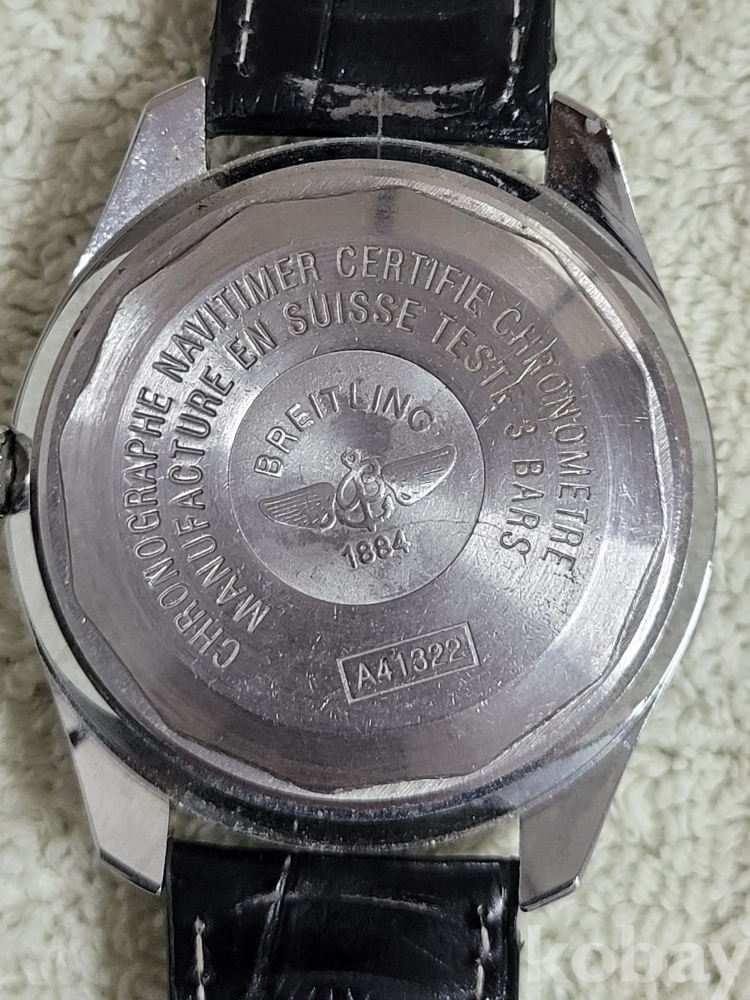 CHRONOGRAPHE NAVITIMER CERTIFIE CHRONOMETRE
MANUFACTURE EN SUISSE TESTE 3 BARS
BREITLING
1884
A41322
kobay